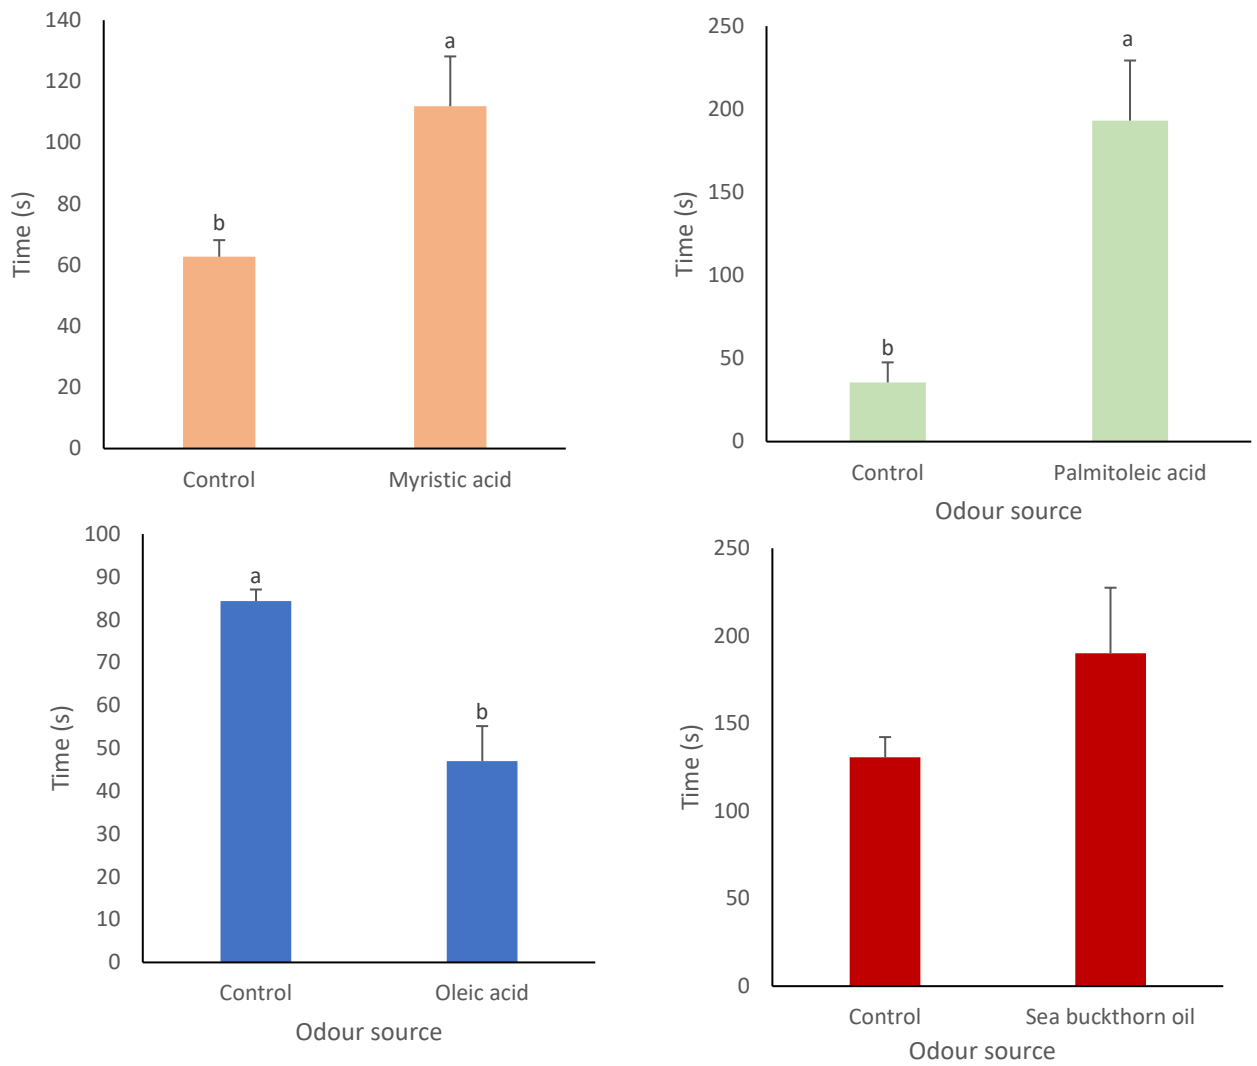 140
120
100
80
60
40
20
0
Time (s)
b
a
Control
Myristic acid
250
200
150
100
50
0
Time (s)
b
a
Control
Palmitoleic acid
Odour source
100
90
80
70
60
50
40
30
20
10
0
Time (s)
a
b
Control
Oleic acid
Odour source
250
200
150
100
50
0
Time (s)
Control
Sea buckthorn oil
Odour source